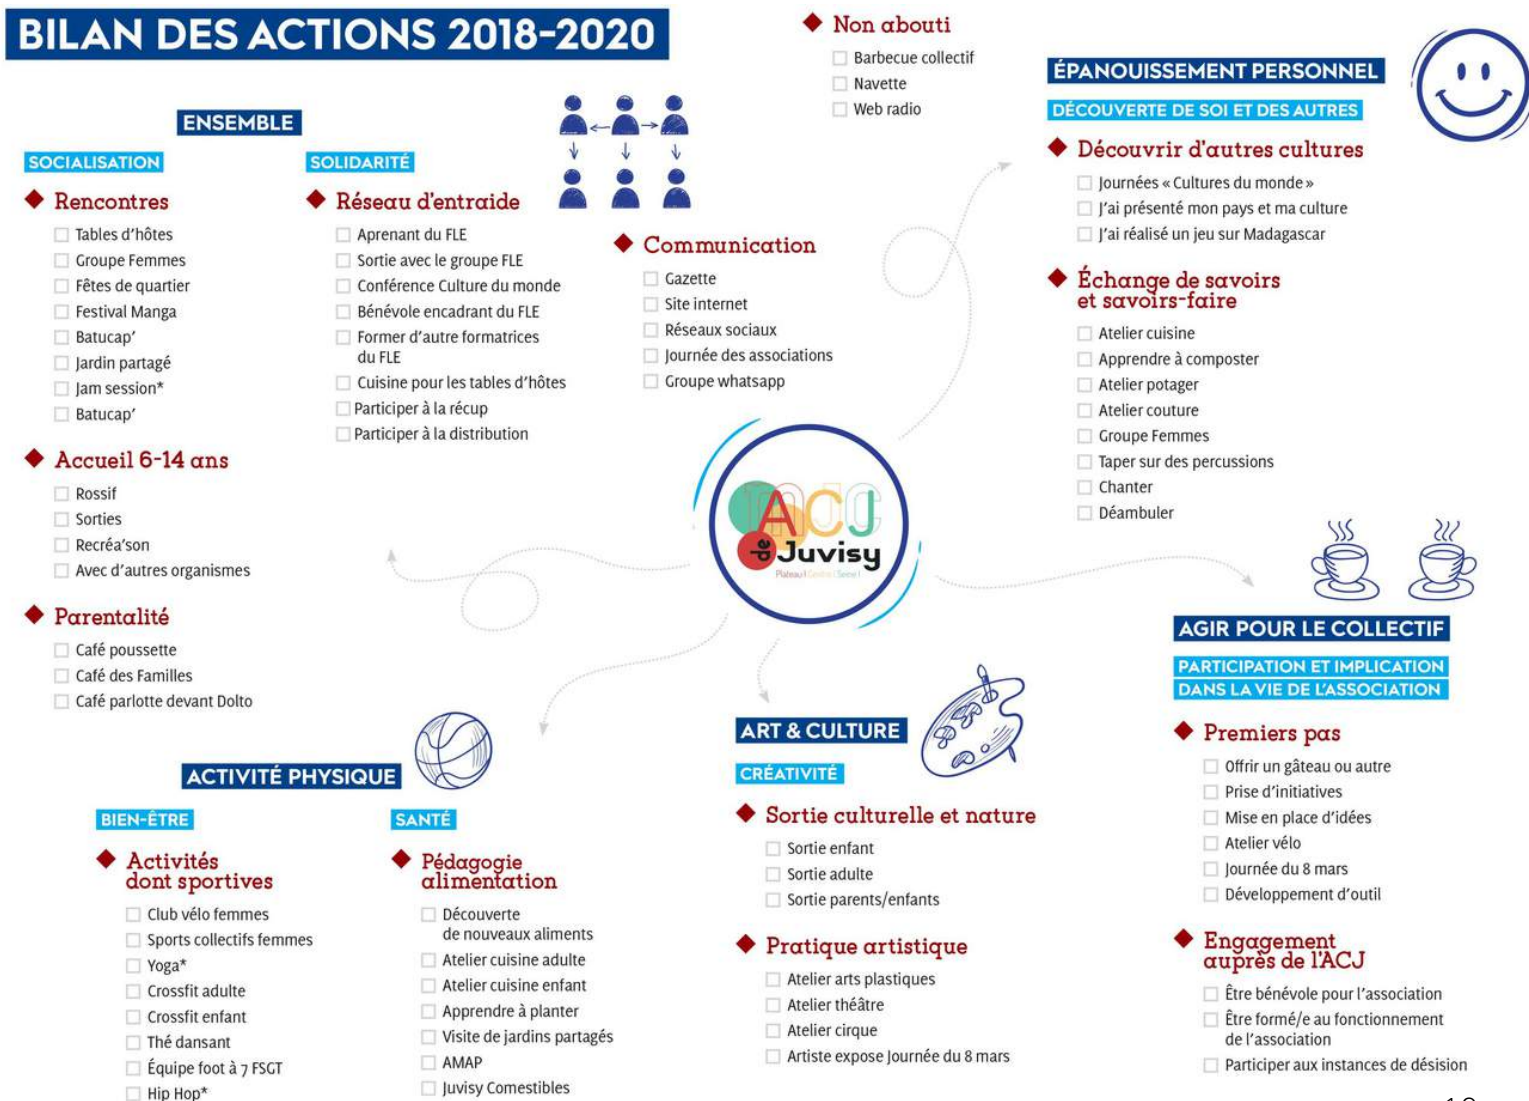 BILAN DES ACTIONS 2018-2020
ENSEMBLE
SOCIALISATION
Rencontres
Tables d'hôtes
Groupe Femmes
Fêtes de quartier
Festival Manga
Batucap'
Jardin partagé
Jam session*
Batucap'
Accueil 6-14 ans
Rossif
Sorties
Recréa'son
Avec d'autres organismes
Parentalité
Café poussette
Café des Familles
Café parlotte devant Dolto
SOLIDARITÉ
Réseau d'entraide
Aprenant du FLE
Sortie avec le groupe FLE
Conférence Culture du monde
Bénévole encadrant du FLE
Former d'autre formatrices
du FLE
Cuisine pour les tables d'hôtes
Participer à la récup
Participer à la distribution
Communication
Gazette
Site internet
Réseaux sociaux
Journée des associations
Groupe whatsapp
Non abouti
Barbecue collectif
Navette
Web radio
ÉPANOUISSEMENT PERSONNEL
DÉCOUVERTE DE SOI ET DES AUTRES
Découvrir d'autres cultures
Journées « Cultures du monde »
J'ai présenté mon pays et ma culture
J'ai réalisé un jeu sur Madagascar
Échange de savoirs
et savoirs-faire
Atelier cuisine
Apprendre à composter
Atelier potager
Atelier couture
Groupe Femmes
Taper sur des percussions
Chanter
Déambuler
MJC
ACJ
de Juvisy
Plateau | Centre | Seine |
ACTIVITÉ PHYSIQUE
BIEN-ÊTRE
Activités
dont sportives
Club vélo femmes
Sports collectifs femmes
Yoga*
Crossfit adulte
Crossfit enfant
Thé dansant
Équipe foot à 7 FSGT
Hip Hop*
SANTÉ
Pédagogie
alimentation
Découverte
de nouveaux aliments
Atelier cuisine adulte
Atelier cuisine enfant
Apprendre à planter
Visite de jardins partagés
AMAP
Juvisy Comestibles
ART & CULTURE
CRÉATIVITÉ
Sortie culturelle et nature
Sortie enfant
Sortie adulte
Sortie parents/enfants
Pratique artistique
Atelier arts plastiques
Atelier théâtre
Atelier cirque
Artiste expose Journée du 8 mars
AGIR POUR LE COLLECTIF
PARTICIPATION ET IMPLICATION
DANS LA VIE DE L'ASSOCIATION
Premiers pas
Offrir un gâteau ou autre
Prise d'initiatives
Mise en place d'idées
Atelier vélo
Journée du 8 mars
Développement d'outil
Engagement
auprès de l'ACJ
Être bénévole pour l'association
Être formé/e au fonctionnement
de l'association
Participer aux instances de désision